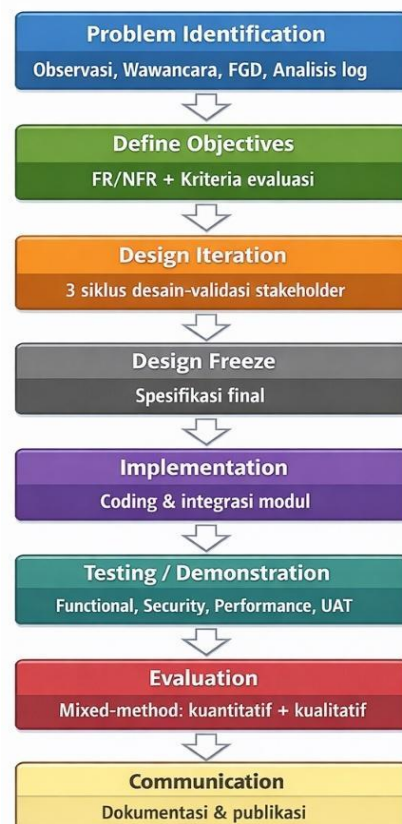 Problem Identification
Observasi, Wawancara, FGD, Analisis log
Define Objectives
FR/NFR + Kriteria evaluasi
Design Iteration
3 siklus desain-validasi stakeholder
Design Freeze
Spesifikasi final
Implementation
Coding & integrasi modul
Testing / Demonstration
Functional, Security, Performance, UAT
Evaluation
Mixed-method: kuantitatif + kualitatif
Communication
Dokumentasi & publikasi